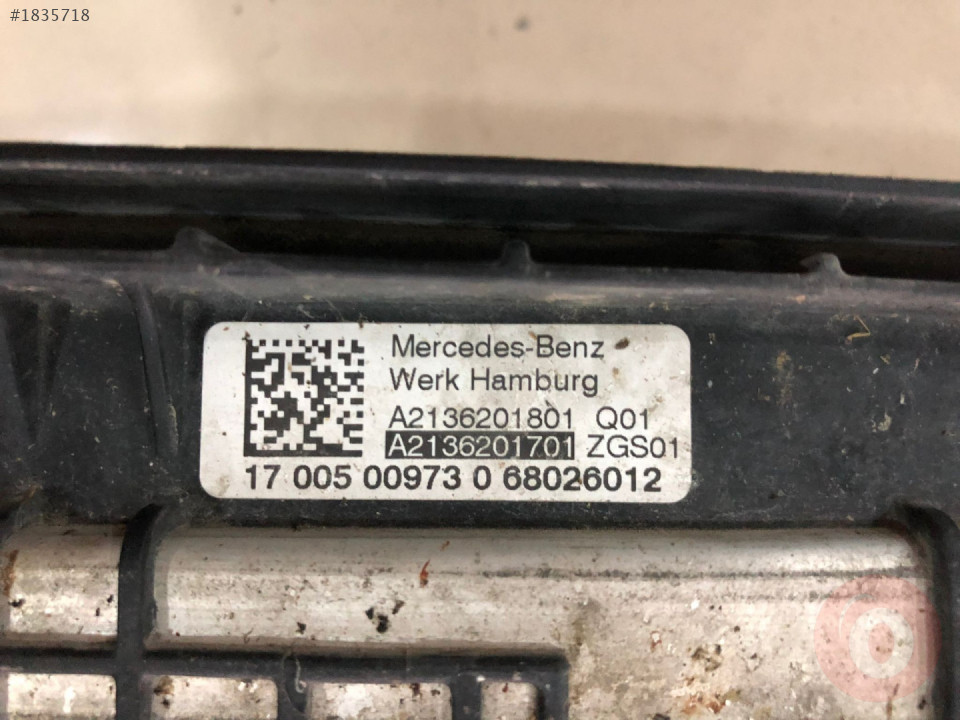 #1835718
Mercedes-Benz
Werk Hamburg
A2136201801 Q01
A2136201701 ZGS01
17 005 00973 0 68026012